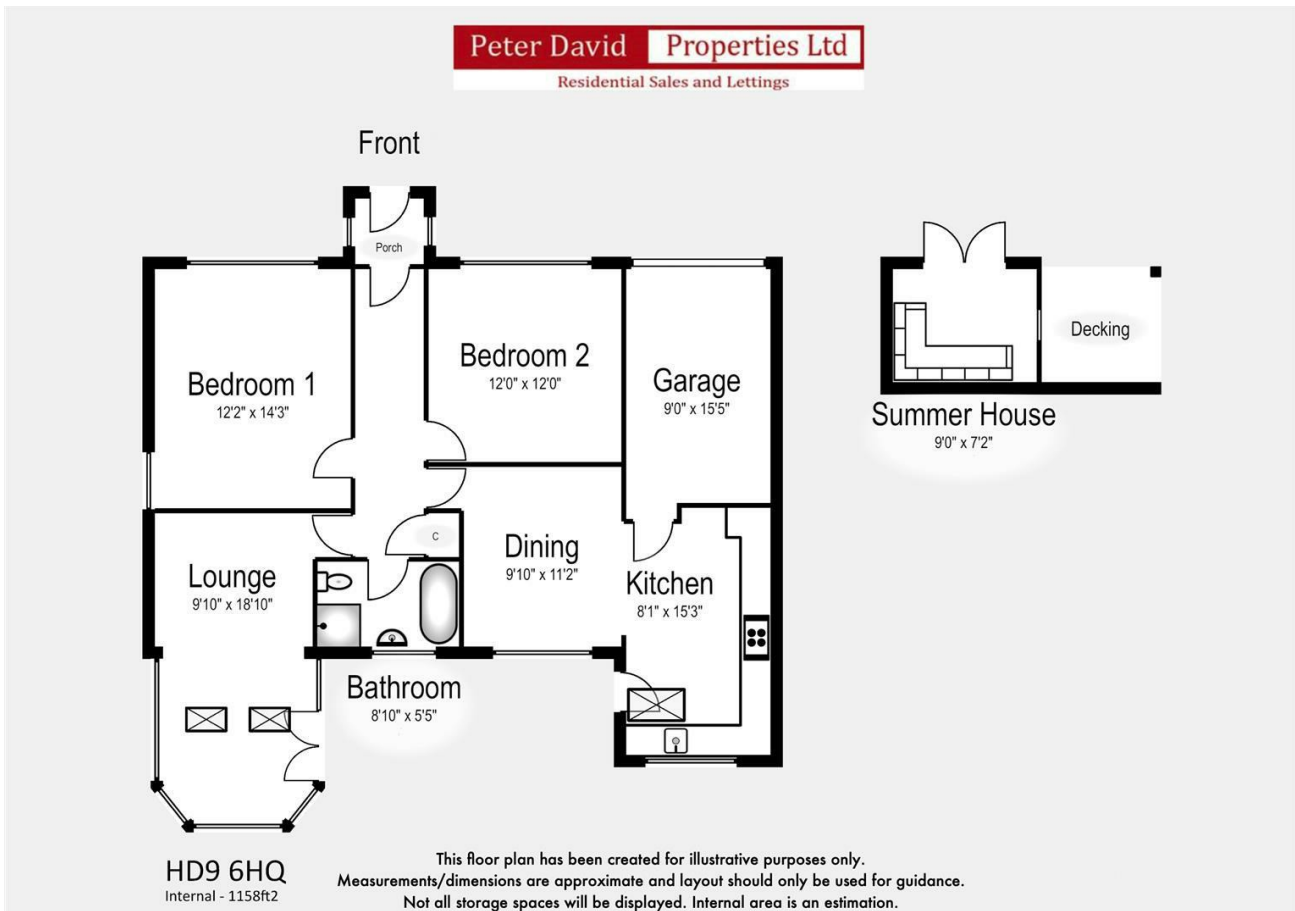 Peter David Properties Ltd
Residential Sales and Lettings
Front
Porch
Bedroom 1
12'2" x 14'3"
Bedroom 2
12'0" x 12'0"
Garage
9'0" x 15'5"
Decking
Summer House
9'0" x 7'2"
C
Lounge
9'10" x 18'10"
Dining
9'10" x 11'2"
Kitchen
8'1" x 15'3"
Bathroom
8'10" x 5'5"
HD9 6HQ
Internal - 1158ft2
This floor plan has been created for illustrative purposes only.
Measurements/dimensions are approximate and layout should only be used for guidance.
Not all storage spaces will be displayed. Internal area is an estimation.